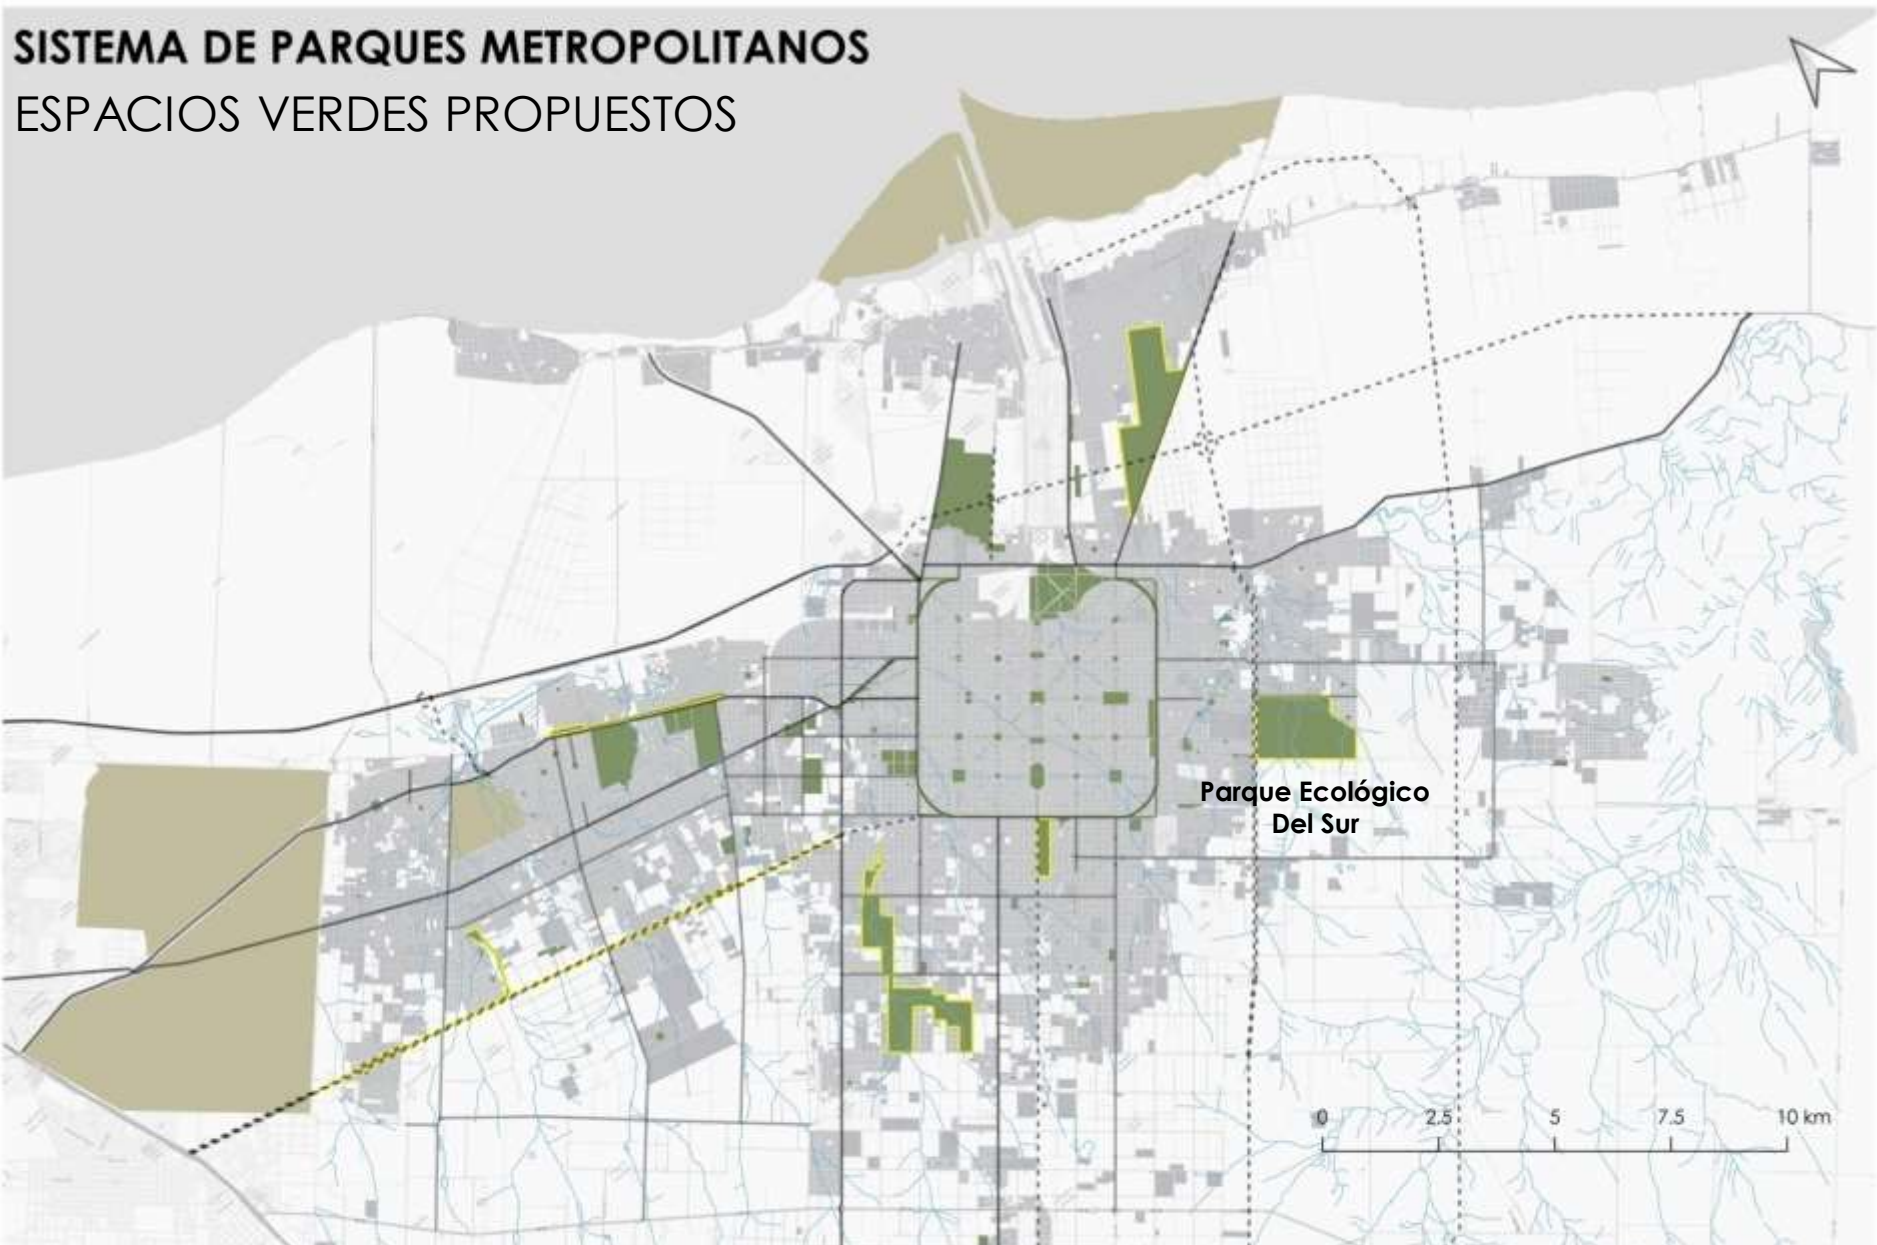 SISTEMA DE PARQUES METROPOLITANOS
ESPACIOS VERDES PROPUESTOS
Parque Ecológico
Del Sur
0 2.5 5 7.5 10 km